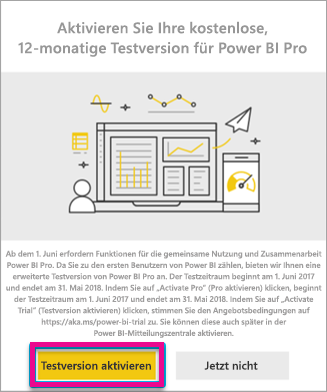 Aktivieren Sie Ihre kostenlose,
12-monatige Testversion für Power BI Pro
Ab dem 1. Juni erfordern Funktionen für die gemeinsame Nutzung und Zusammenarbeit
Power BI Pro. Da Sie zu den ersten Benutzern von Power BI zählen, bieten wir Ihnen eine
erweiterte Testversion von Power BI Pro an. Der Testzeitraum beginnt am 1. Juni 2017
und endet am 31. Mai 2018. Indem Sie auf „Activate Pro“ (Pro aktivieren) klicken, beginnt
der Testzeitraum am 1. Juni 2017 und endet am 31. Mai 2018. Indem Sie auf „Activate
Trial“ (Testversion aktivieren) klicken, stimmen Sie den Angebotsbedingungen auf
https://aka.ms/power-bi-trial zu. Sie können diese auch später in der
Power BI-Mitteilungszentrale aktivieren.
Testversion aktivieren
Jetzt nicht